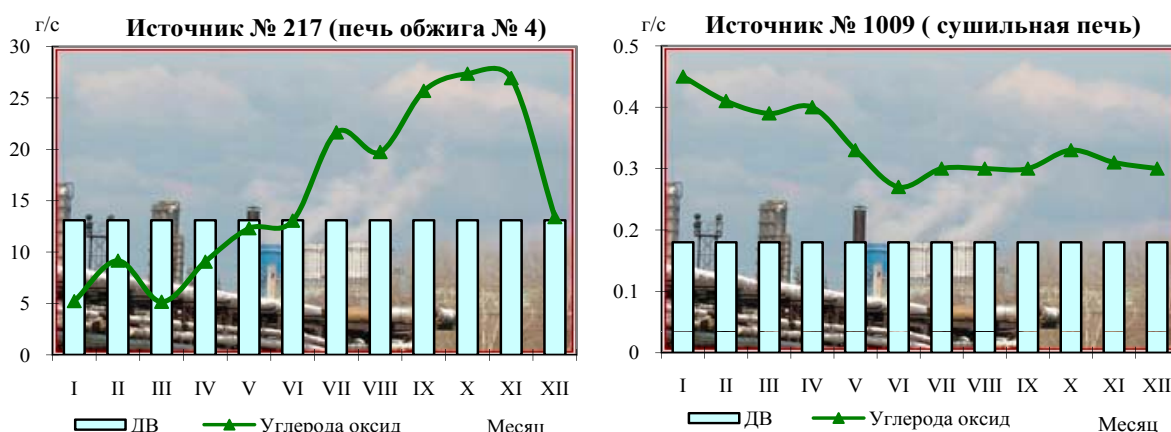 г/с
Источник № 217 (печь обжига № 4)
30
25
20
15
10
5
0
I II III IV V VI VII VIII IX X XI XII
ДВ Углерода оксид Месяц
г/с
Источник № 1009 ( сушильная печь)
0.5
0.4
0.3
0.2
0.1
0
I II III IV V VI VII VIII IX X XI XII
ДВ Углерода оксид Месяц